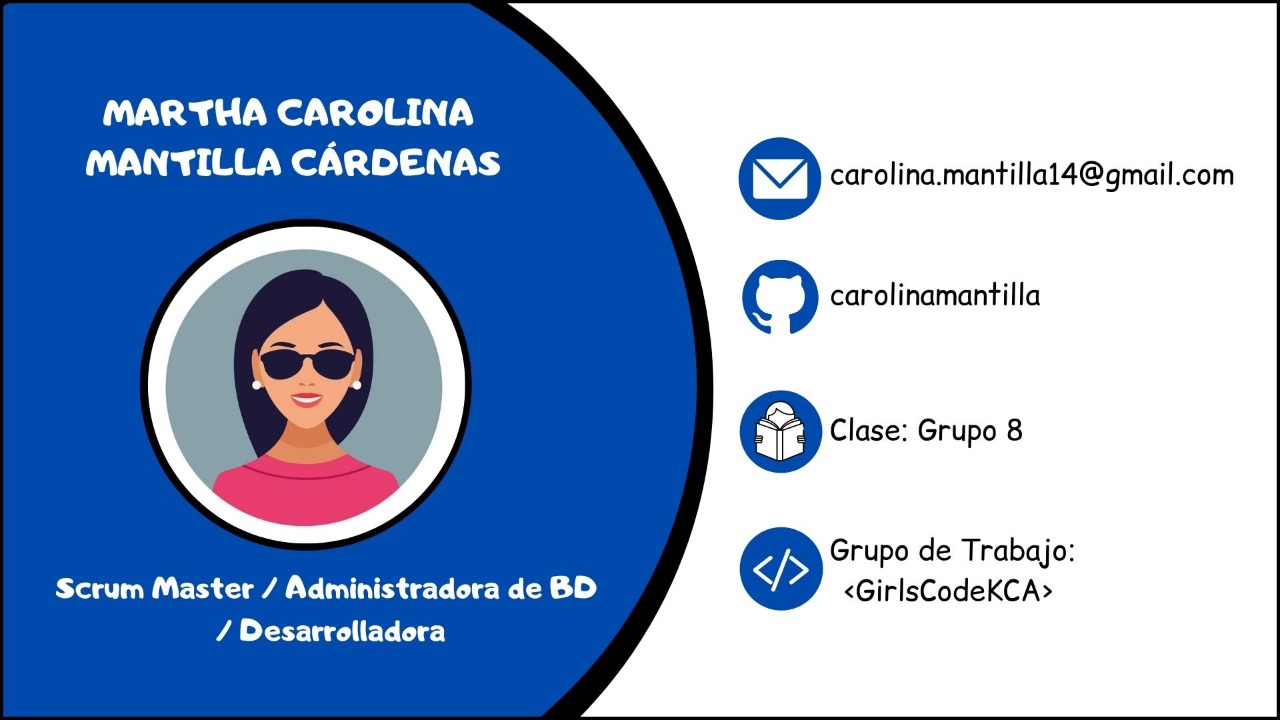 MARTHA CAROLINA
MANTILLA CÁRDENAS
Scrum Master / Administradora de BD
/ Desarrolladora
carolina.mantilla14@gmail.com
carolinamantilla
Clase: Grupo 8
</>
Grupo de Trabajo:
<GirlsCodeKCA>